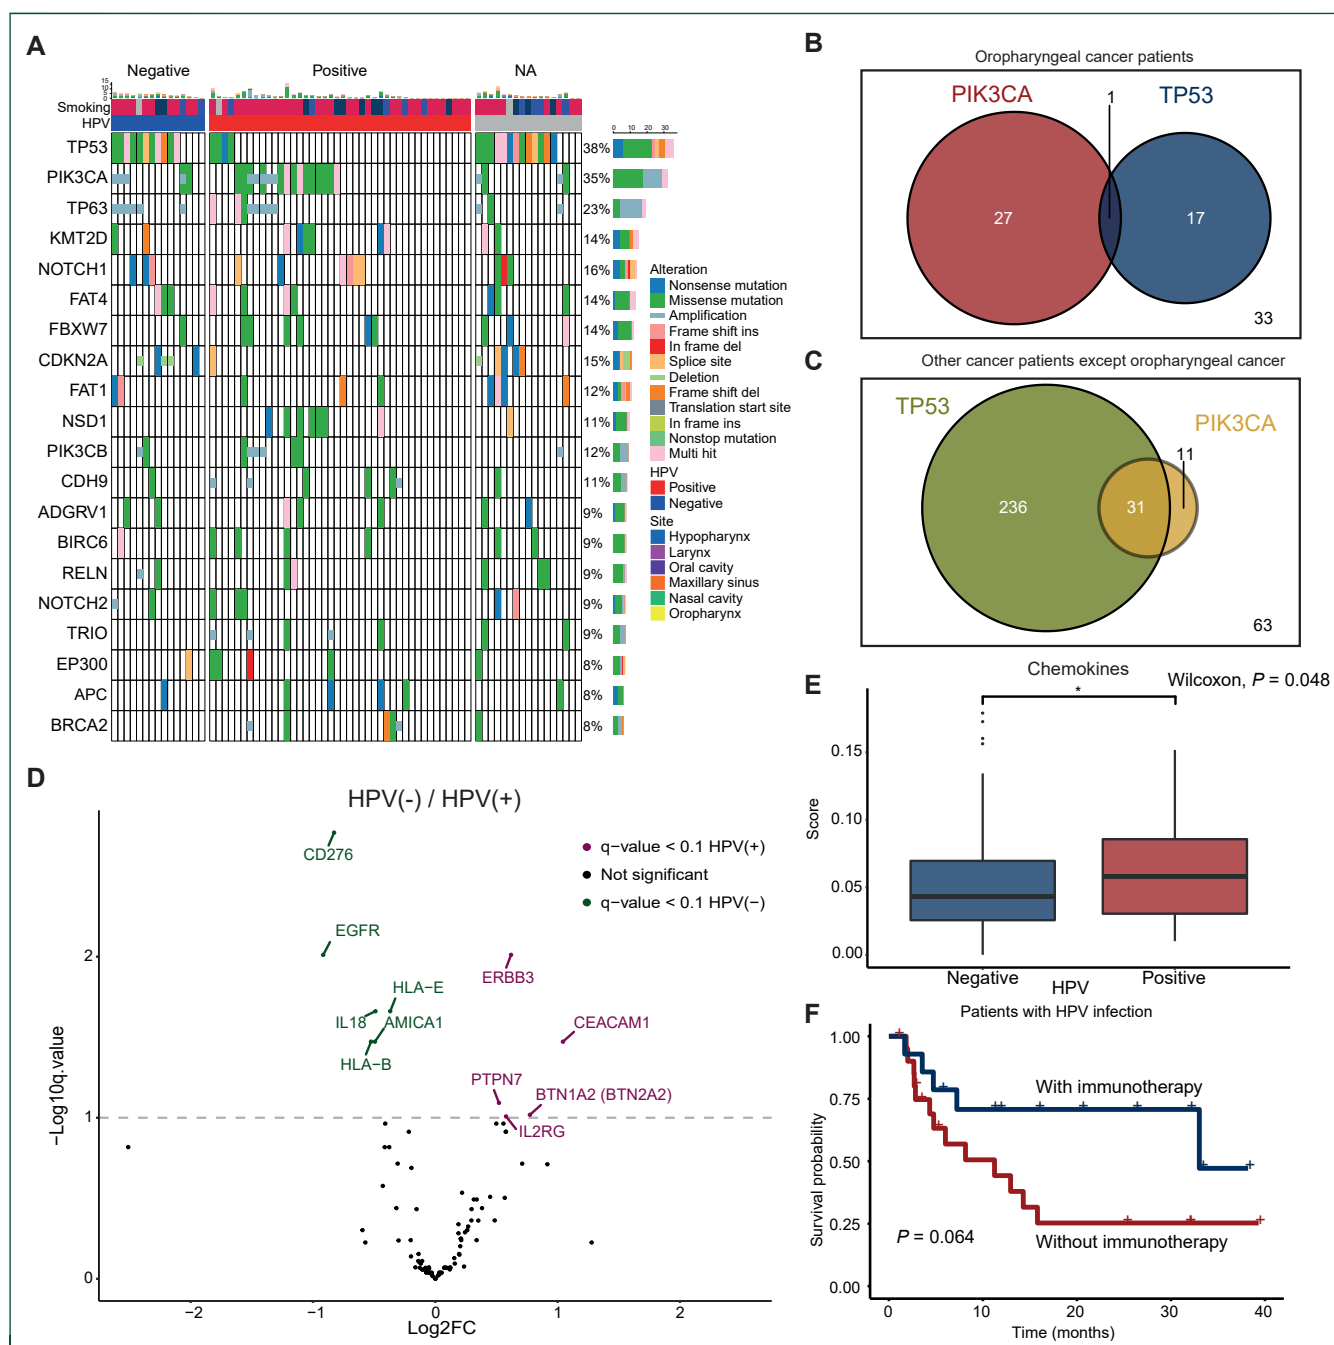 A
Negative
Positive
NA
15
10
5
0
Smoking
HPV
0 10 20 30
TP53 38%
PIK3CA 35%
TP63 23%
KMT2D 14%
NOTCH1 16%
FAT4 14%
FBXW7 14%
CDKN2A 15%
FAT1 12%
NSD1 11%
PIK3CB 12%
CDH9 11%
ADGRV1 9%
BIRC6 9%
RELN 9%
NOTCH2 9%
TRIO 9%
EP300 8%
APC 8%
BRCA2 8%
Alteration
Nonsense mutation
Missense mutation
Amplification
Frame shift ins
In frame del
Splice site
Deletion
Frame shift del
Translation start site
In frame ins
Nonstop mutation
Multi hit
HPV
Positive
Negative
Site
Hypopharynx
Larynx
Oral cavity
Maxillary sinus
Nasal cavity
Oropharynx
B
Oropharyngeal cancer patients
PIK3CA
1
TP53
27
17
33
C
Other cancer patients except oropharyngeal cancer
TP53
PIK3CA
11
236
31
63
D
HPV(-) / HPV(+)
q−value < 0.1 HPV(+)
Not significant
q−value < 0.1 HPV(−)
CD276
EGFR
ERBB3
HLA−E
IL18
AMICA1
CEACAM1
HLA−B
PTPN7
BTN1A2 (BTN2A2)
IL2RG
−Log10q.value
2
1
0
−2
−1
0
1
2
Log2FC
E
Chemokines
Wilcoxon, P = 0.048
*
Score
0.15
0.10
0.05
0.00
Negative
Positive
HPV
F
Patients with HPV infection
Survival probability
1.00
0.75
0.50
0.25
0.00
With immunotherapy
P = 0.064
Without immunotherapy
0
10
20
30
40
Time (months)